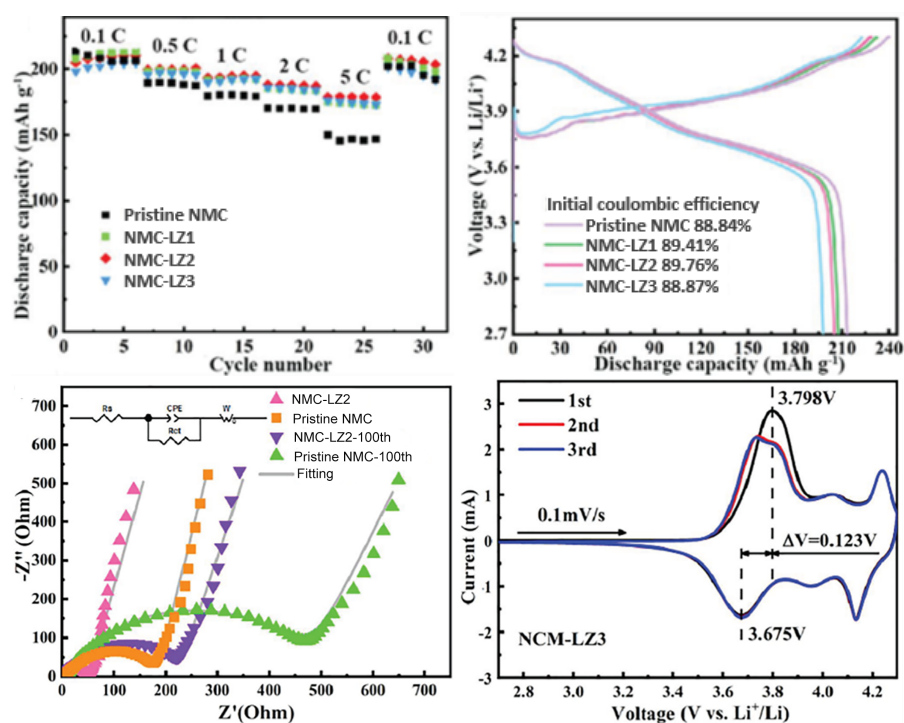 0.1 C
0.5 C
1 C
2 C
5 C
0.1 C
Discharge capacity (mAh g⁻¹)
200
150
100
50
0
Pristine NMC
NMC-LZ1
NMC-LZ2
NMC-LZ3
0 5 10 15 20 25 30
Cycle number
Voltage (V vs. Li/Li⁺)
4.2
3.9
3.6
3.3
3.0
2.7
Initial coulombic efficiency
Pristine NMC 88.84%
NMC-LZ1 89.41%
NMC-LZ2 89.76%
NMC-LZ3 88.87%
0 30 60 90 120 150 180 210 240
Discharge capacity (mAh g⁻¹)
-Z'' (Ohm)
700
600
500
400
300
200
100
0
Rs
CPE
Rct
W
NMC-LZ2
Pristine NMC
NMC-LZ2-100th
Pristine NMC-100th
Fitting
0 100 200 300 400 500 600 700
Z'(Ohm)
Current (mA)
3
2
1
0
-1
-2
-3
1st
2nd
3rd
3.798V
0.1mV/s
ΔV=0.123V
3.675V
NCM-LZ3
2.8 3.0 3.2 3.4 3.6 3.8 4.0 4.2
Voltage (V vs. Li⁺/Li)